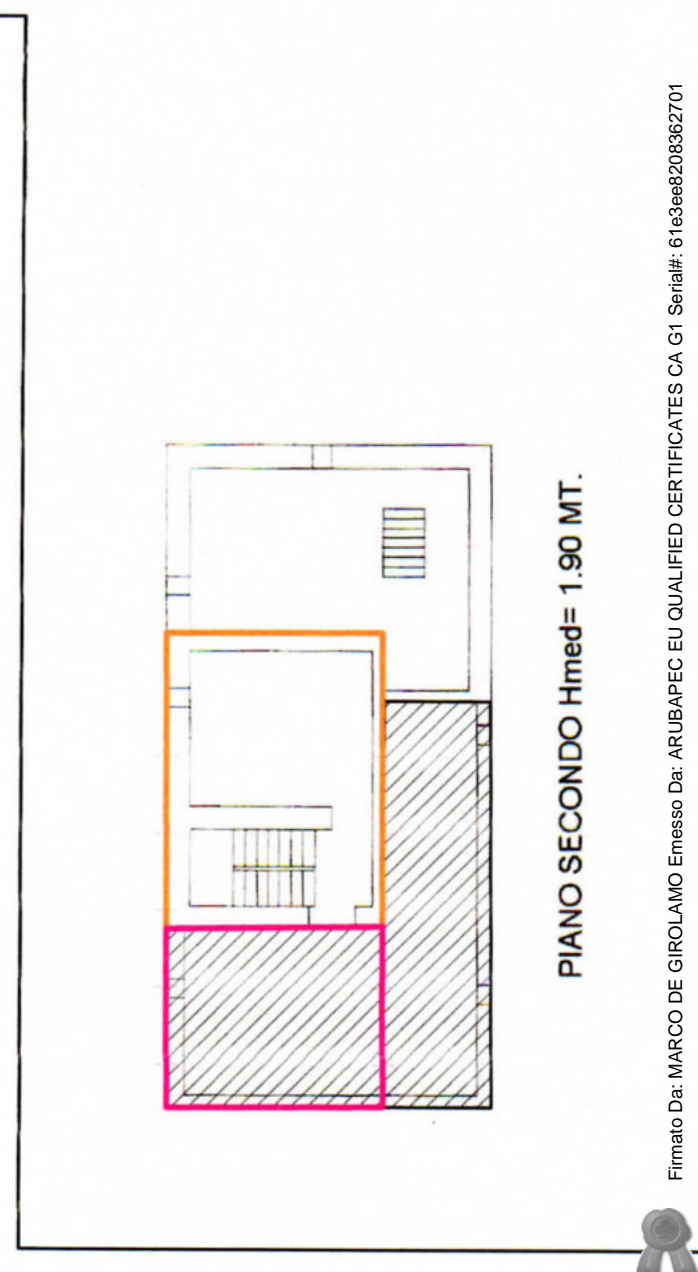 PIANO SECONDO Hmed= 1.90 MT.
Firmato Da: MARCO DE GIROLAMO Emesso Da: ARUBAPEC EU QUALIFIED CERTIFICATES CA G1 Serial#: 61e3ee8208362701